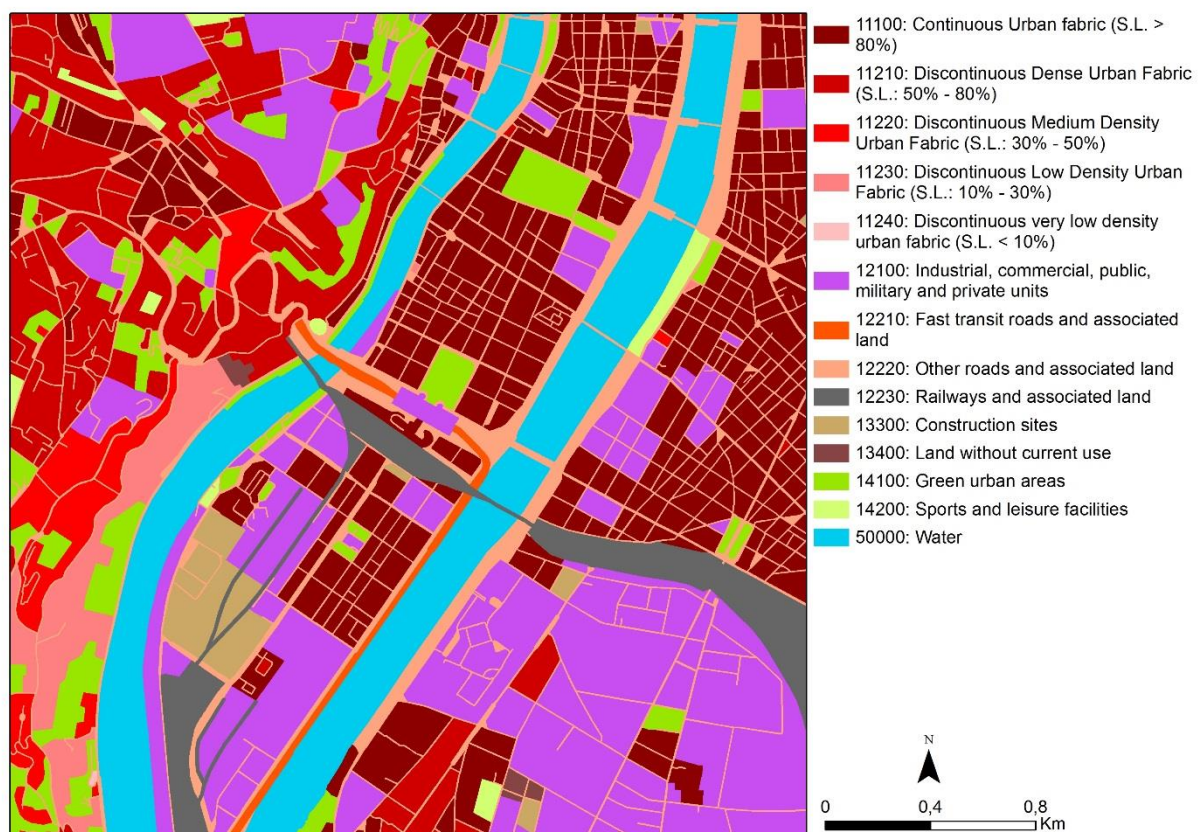 11100: Continuous Urban fabric (S.L. >
80%)
11210: Discontinuous Dense Urban Fabric
(S.L.: 50% - 80%)
11220: Discontinuous Medium Density
Urban Fabric (S.L.: 30% - 50%)
11230: Discontinuous Low Density Urban
Fabric (S.L.: 10% - 30%)
11240: Discontinuous very low density
urban fabric (S.L. < 10%)
12100: Industrial, commercial, public,
military and private units
12210: Fast transit roads and associated
land
12220: Other roads and associated land
12230: Railways and associated land
13300: Construction sites
13400: Land without current use
14100: Green urban areas
14200: Sports and leisure facilities
50000: Water
N
0 0,4 0,8
Km